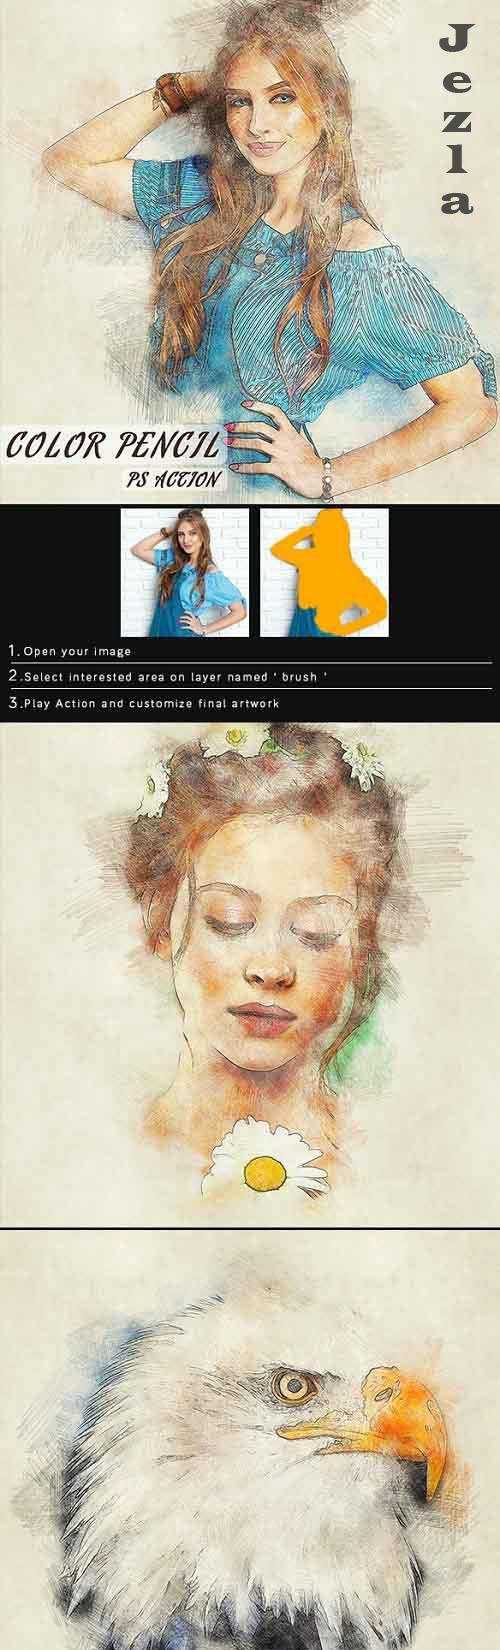 Jezla
COLOR PENCIL
PS ACTION
1. Open your image
2. Select interested area on layer named ' brush '
3. Play Action and customize final artwork